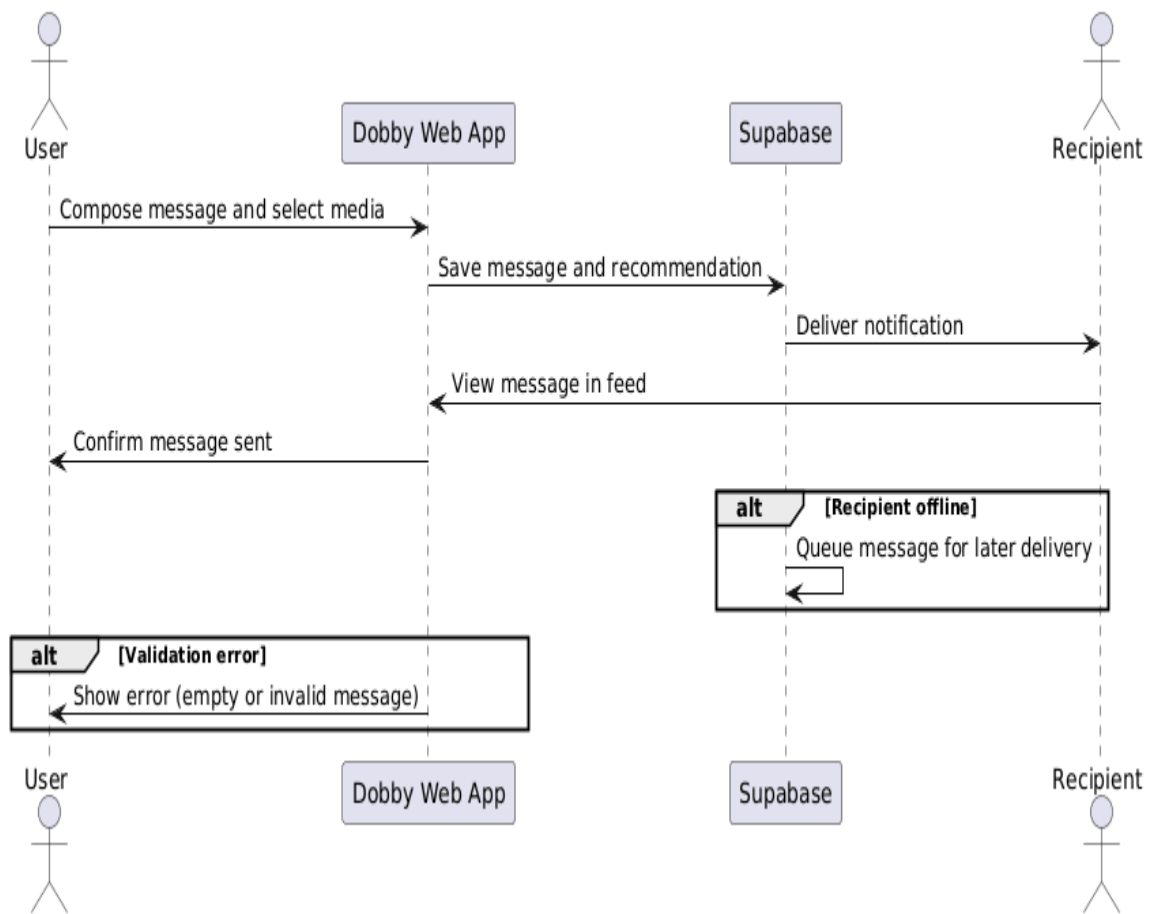 User
Dobby Web App
Supabase
Recipient
Compose message and select media
Save message and recommendation
Deliver notification
View message in feed
Confirm message sent
alt [Recipient offline]
Queue message for later delivery
alt [Validation error]
Show error (empty or invalid message)
User
Dobby Web App
Supabase
Recipient